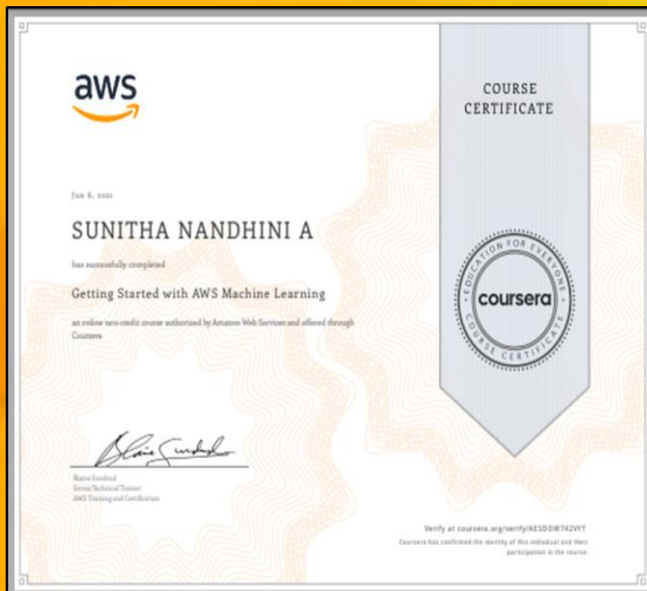 aws
COURSE
CERTIFICATE
Jun 6, 2021
SUNITHA NANDHINI A
has successfully completed
Getting Started with AWS Machine Learning
an online non-credit course authorized by Amazon Web Services and offered through
Coursera
EDUCATION FOR EVERYONE
coursera
COURSE CERTIFICATE
Blaine Sundrud
Senior Technical Trainer
AWS Training and Certification
Verify at coursera.org/verify/AESDDW742VYT
Coursera has confirmed the identity of this individual and their
participation in the course.